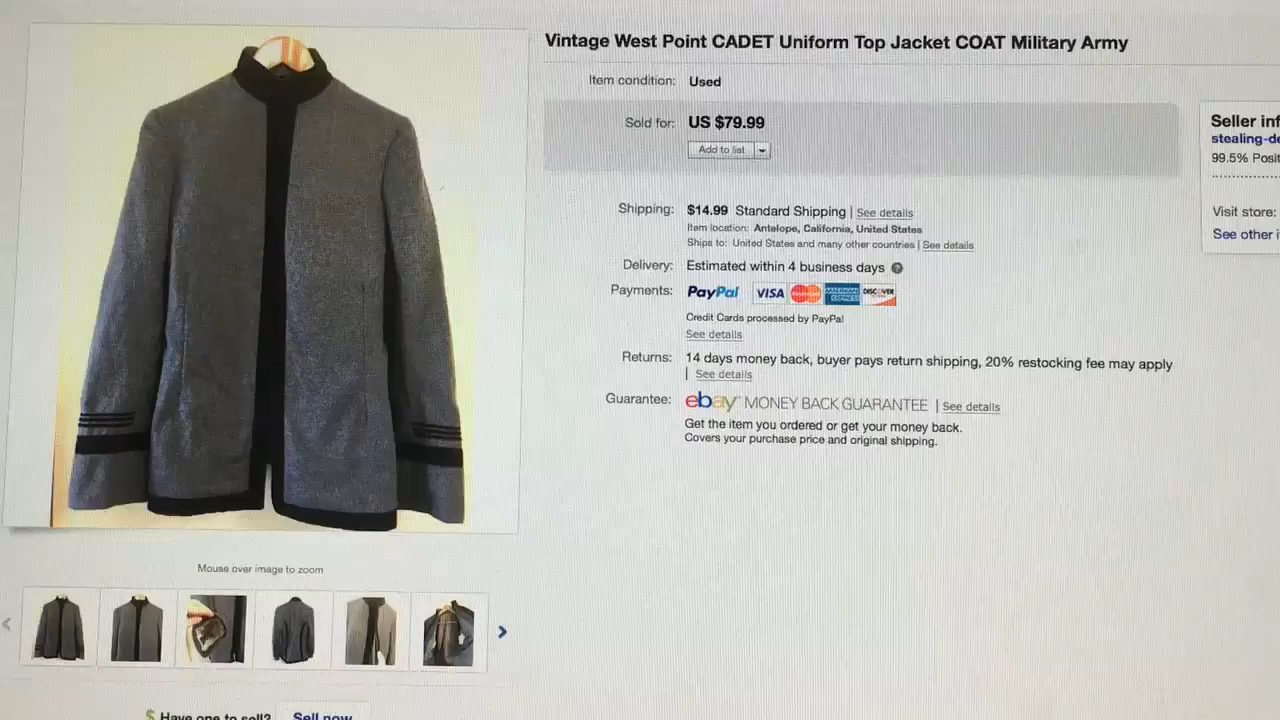 Vintage West Point CADET Uniform Top Jacket COAT Military Army
Item condition: Used
Sold for: US $79.99
Add to list
Shipping: $14.99 Standard Shipping | See details
Item location: Antelope, California, United States
Ships to: United States and many other countries | See details
Delivery: Estimated within 4 business days
Payments: PayPal VISA MasterCard AMERICAN EXPRESS DISCOVER
Credit Cards processed by PayPal
See details
Returns: 14 days money back, buyer pays return shipping, 20% restocking fee may apply
| See details
Guarantee: ebay MONEY BACK GUARANTEE | See details
Get the item you ordered or get your money back.
Covers your purchase price and original shipping.
Seller inf
stealing-de
99.5% Posit
Visit store:
See other i
Mouse over image to zoom
$ Have one to sell? Sell now